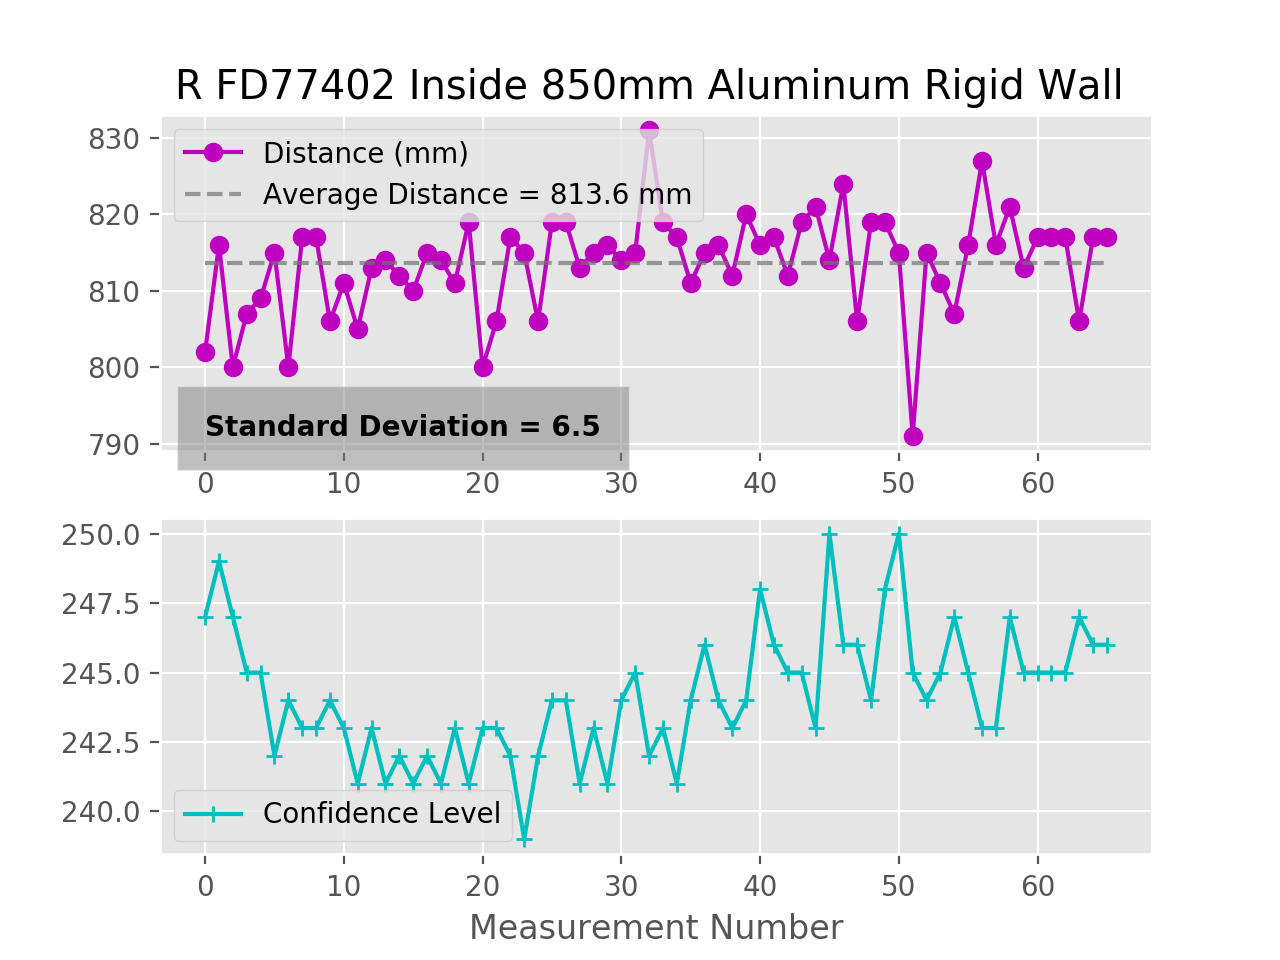 R FD77402 Inside 850mm Aluminum Rigid Wall
830
820
810
800
790
Distance (mm)
Average Distance = 813.6 mm
Standard Deviation = 6.5
0 10 20 30 40 50 60
250.0
247.5
245.0
242.5
240.0
Confidence Level
0 10 20 30 40 50 60
Measurement Number